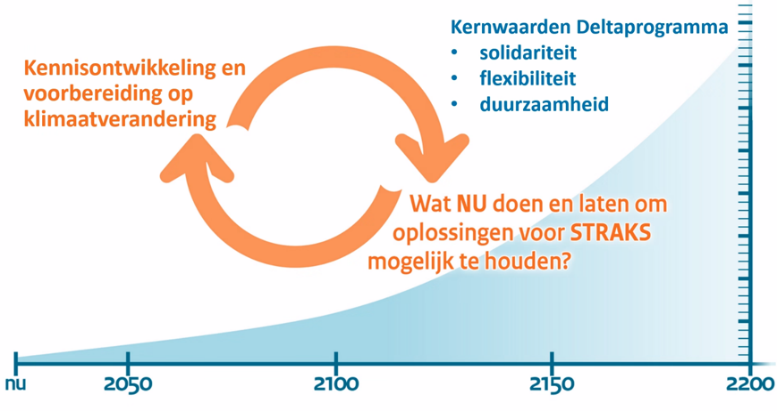 Kernwaarden Deltaprogramma
• solidariteit
• flexibiliteit
• duurzaamheid
Kennisontwikkeling en
voorbereiding op
klimaatverandering
Wat NU doen en laten om
oplossingen voor STRAKS
mogelijk te houden?
nu 2050 2100 2150 2200